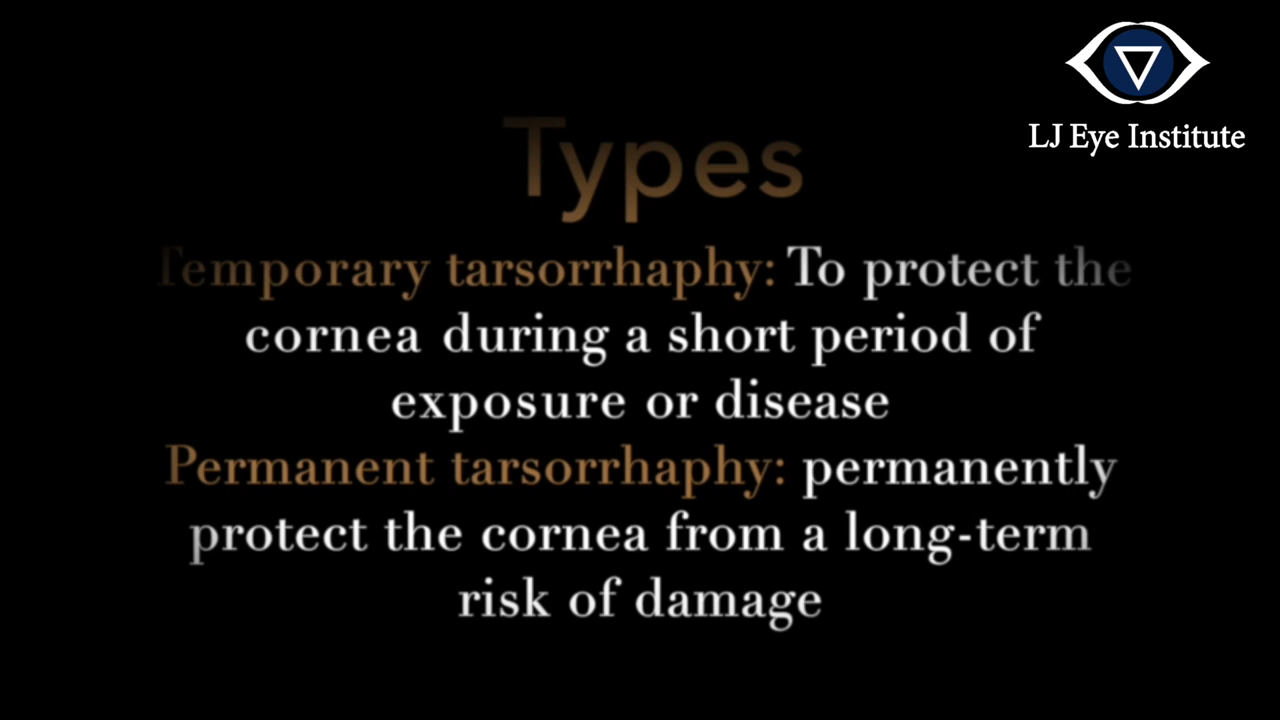 LJ Eye Institute
Types
Temporary tarsorrhaphy: To protect the
cornea during a short period of
exposure or disease
Permanent tarsorrhaphy: permanently
protect the cornea from a long-term
risk of damage